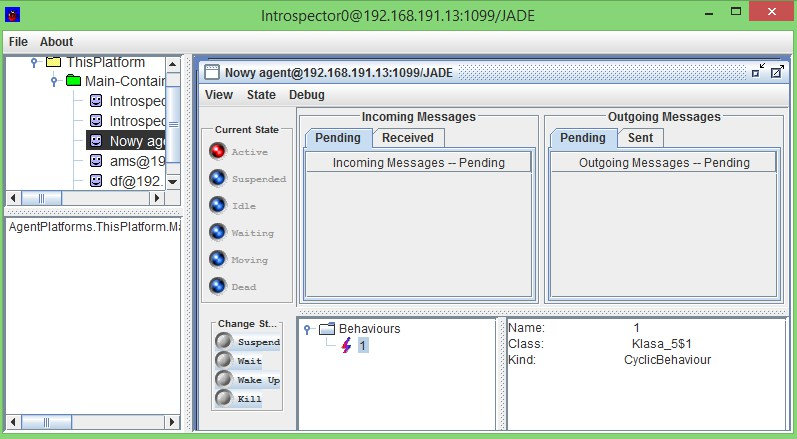 Introspector0@192.168.191.13:1099/JADE
File About
ThisPlatform
Main-Contain
Introspec
Introspec
Nowy age
ams@19
df@192.
AgentPlatforms.ThisPlatform.Ma
Nowy agent@192.168.191.13:1099/JADE
View State Debug
Current State
Active
Suspended
Idle
Waiting
Moving
Dead
Incoming Messages
Pending Received
Incoming Messages -- Pending
Outgoing Messages
Pending Sent
Outgoing Messages -- Pending
Change St...
Suspend
Wait
Wake Up
Kill
Behaviours
1
Name: 1
Class: Klasa_5$1
Kind: CyclicBehaviour